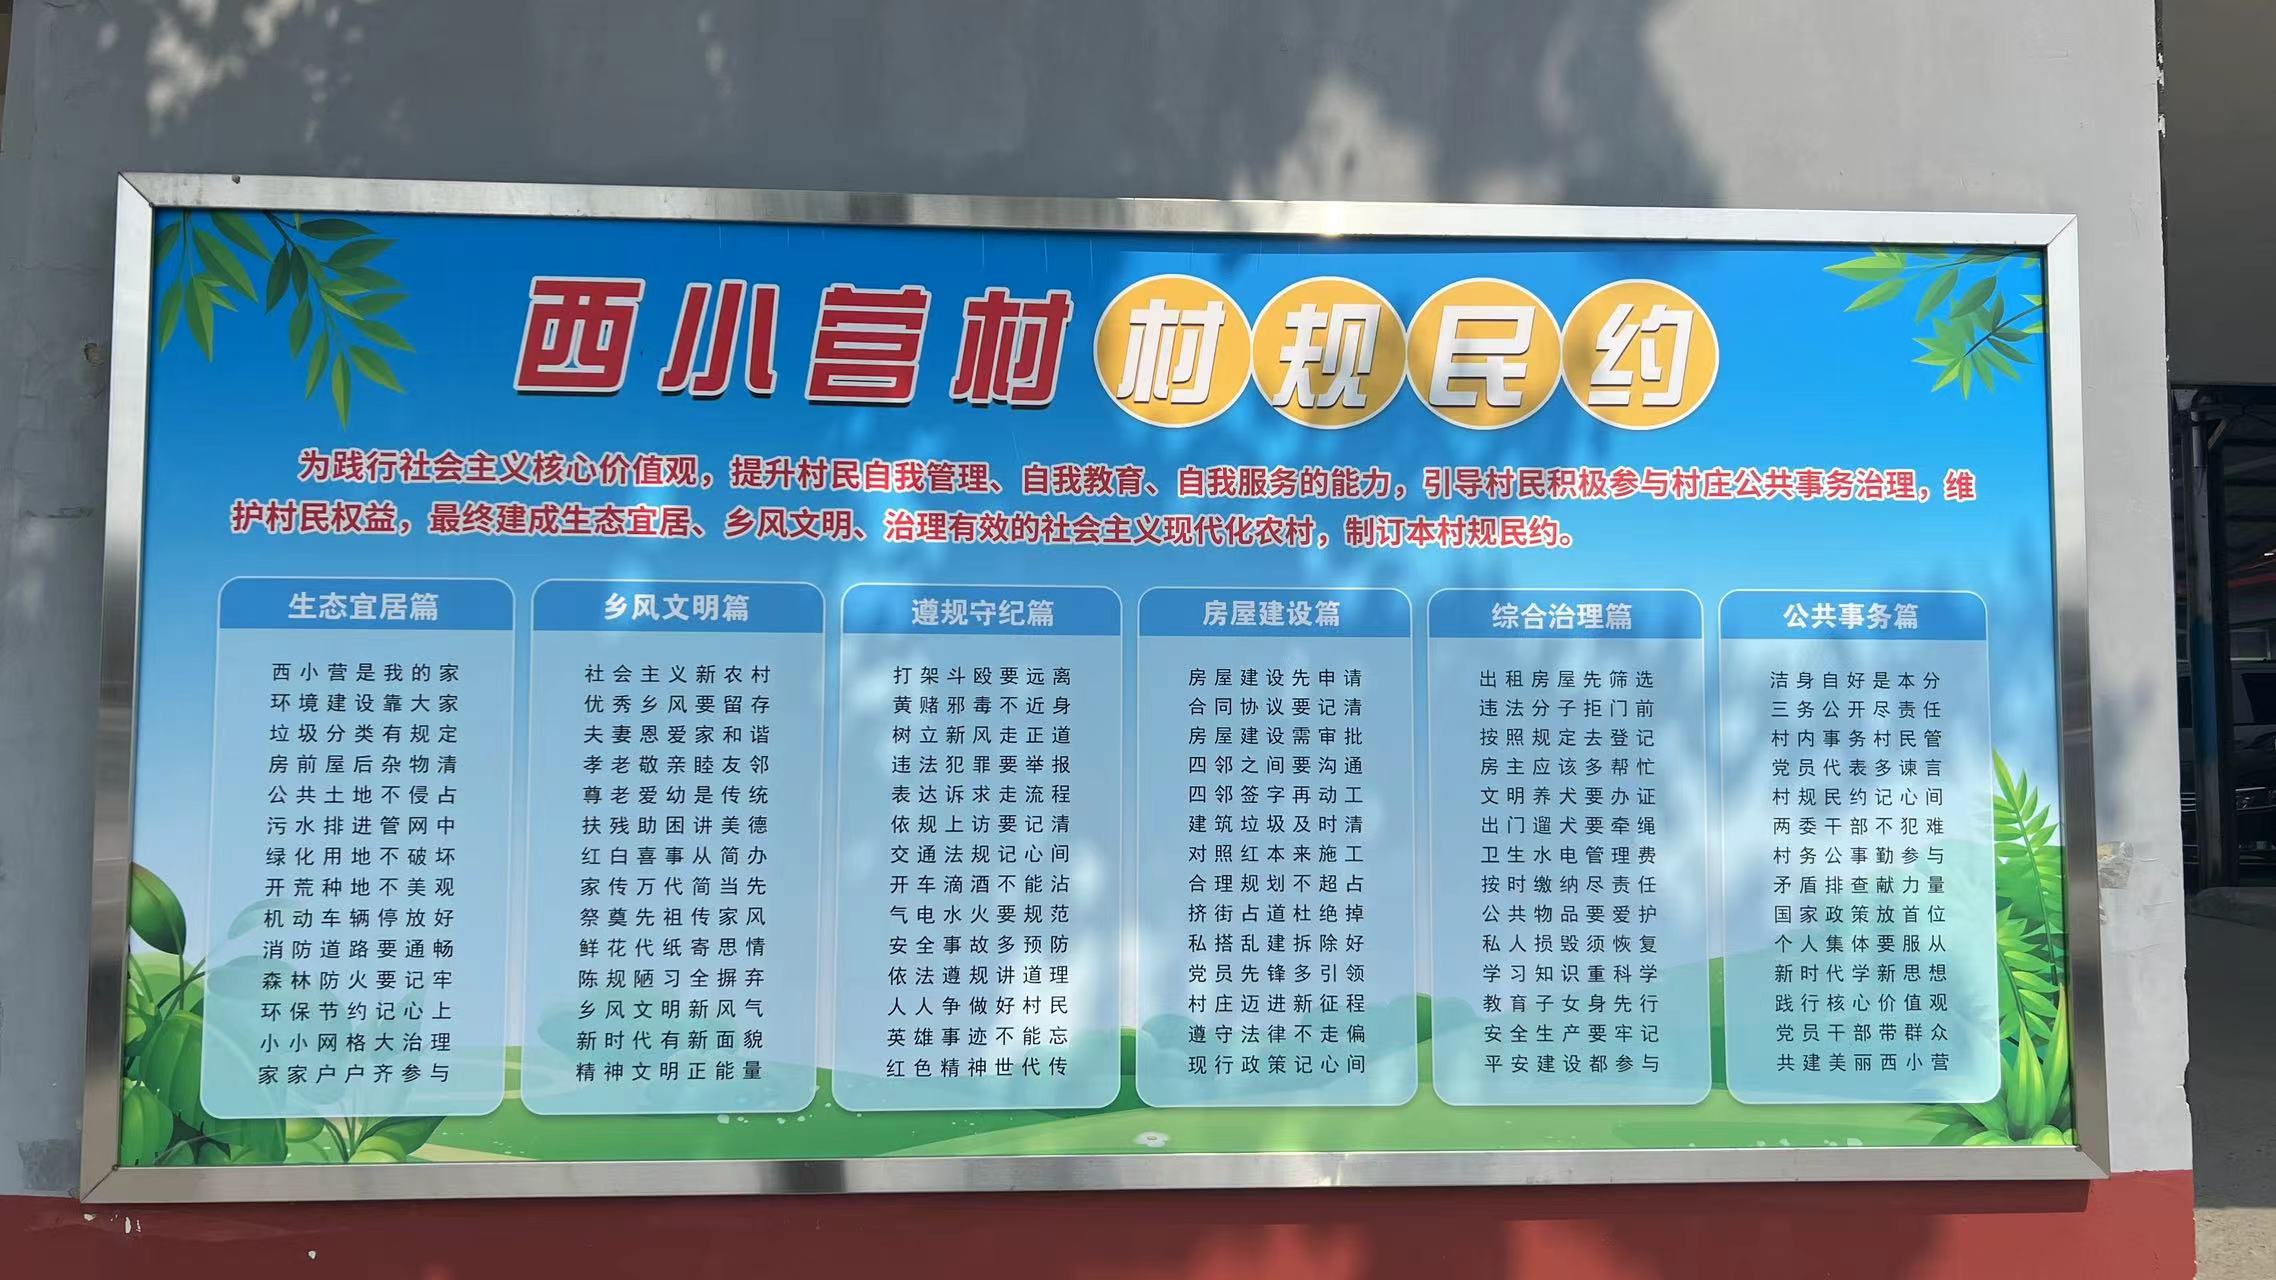 西小营村村规民约
为践行社会主义核心价值观，提升村民自我管理、自我教育、自我服务的能力，引导村民积极参与村庄公共事务治理，维
护村民权益，最终建成生态宜居、乡风文明、治理有效的社会主义现代化农村，制订本村规民约。
生态宜居篇
西小营是我的家
环境建设靠大家
垃圾分类有规定
房前屋后杂物清
公共土地不侵占
污水排进管网中
绿化用地不破坏
开荒种地不美观
机动车辆停放好
消防道路要通畅
森林防火要记牢
环保节约记心上
小小网格大治理
家家户户齐参与
乡风文明篇
社会主义新农村
优秀乡风要留存
夫妻恩爱家和谐
孝老敬亲睦友邻
尊老爱幼是传统
扶残助困讲美德
红白喜事从简办
家传万代简当先
祭奠先祖传家风
鲜花代纸寄思情
陈规陋习全摒弃
乡风文明新风气
新时代有新面貌
精神文明正能量
遵规守纪篇
打架斗殴要远离
黄赌邪毒不近身
树立新风走正道
违法犯罪要举报
表达诉求走流程
依规上访要记清
交通法规记心间
开车滴酒不能沾
气电水火要规范
安全事故多预防
依法遵规讲道理
人人争做好村民
英雄事迹不能忘
红色精神世代传
房屋建设篇
房屋建设先申请
合同协议要记清
房屋建设需审批
四邻之间要沟通
四邻签字再动工
建筑垃圾及时清
对照红本来施工
合理规划不超占
挤街占道杜绝掉
私搭乱建拆除好
党员先锋多引领
村庄迈进新征程
遵守法律不走偏
现行政策记心间
综合治理篇
出租房屋先筛选
违法分子拒门前
按照规定去登记
房主应该多帮忙
文明养犬要办证
出门遛犬要牵绳
卫生水电管理费
按时缴纳尽责任
公共物品要爱护
私人损毁须恢复
学习知识重科学
教育子女身先行
安全生产要牢记
平安建设都参与
公共事务篇
洁身自好是本分
三务公开尽责任
村内事务村民管
党员代表多谏言
村规民约记心间
两委干部不犯难
村务公事勤参与
矛盾排查献力量
国家政策放首位
个人集体要服从
新时代学新思想
践行核心价值观
党员干部带群众
共建美丽西小营